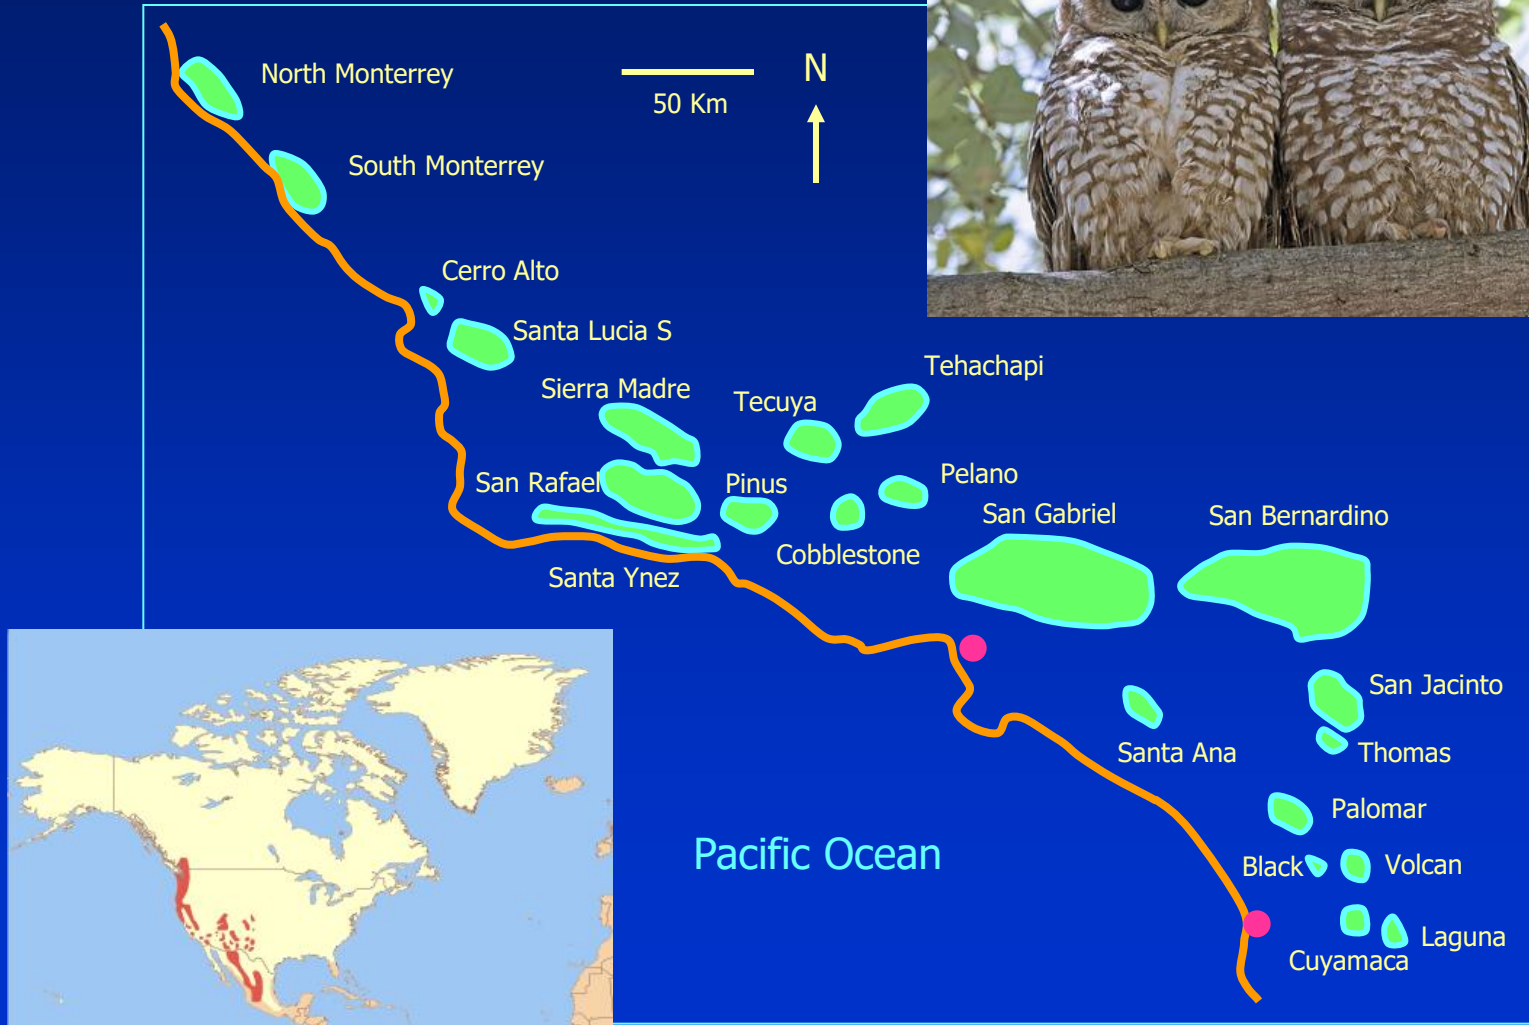 North Monterrey
N
50 Km
South Monterrey
Cerro Alto
Santa Lucia S
Tehachapi
Sierra Madre
Tecuya
San Rafael
Pinus
Pelano
San Gabriel
San Bernardino
Cobblestone
Santa Ynez
San Jacinto
Santa Ana
Thomas
Palomar
Pacific Ocean
Black
Volcan
Laguna
Cuyamaca